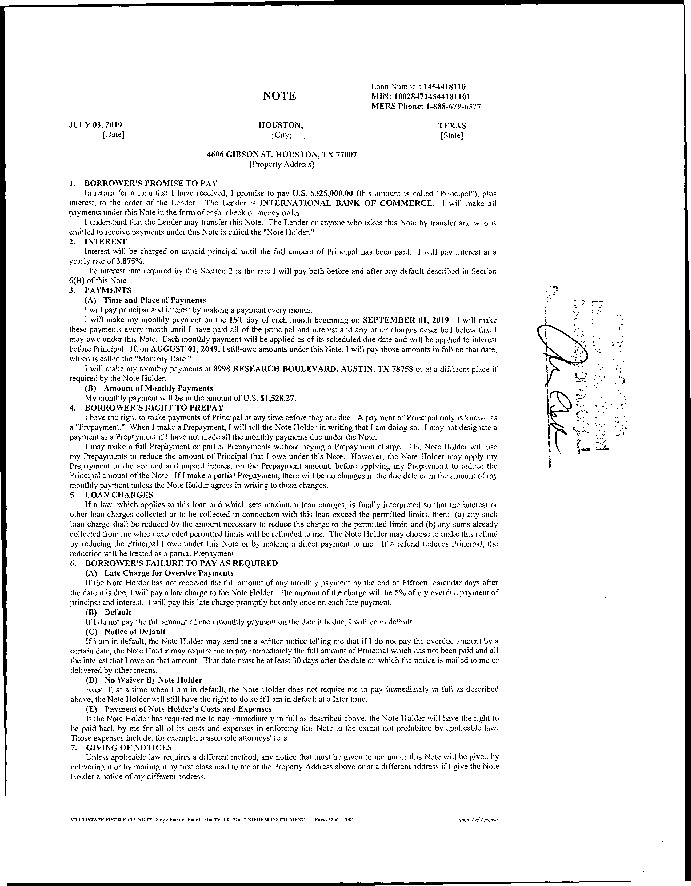 Loan Number: 1454418110
MIN: 100284714544181101
MERS Phone: 1-888-679-6377
NOTE
JULY 03, 2019
[Date]
HOUSTON,
[City]
TEXAS
[State]
4606 GIBSON ST, HOUSTON, TX 77007
[Property Address]
1. BORROWER'S PROMISE TO PAY
In return for a loan that I have received, I promise to pay U.S. $325,000.00 (this amount is called "Principal"), plus
interest, to the order of the Lender. The Lender is INTERNATIONAL BANK OF COMMERCE. I will make all
payments under this Note in the form of cash, check or money order.
I understand that the Lender may transfer this Note. The Lender or anyone who takes this Note by transfer and who is
entitled to receive payments under this Note is called the "Note Holder."
2. INTEREST
Interest will be charged on unpaid principal until the full amount of Principal has been paid. I will pay interest at a
yearly rate of 3.875%.
The interest rate required by this Section 2 is the rate I will pay both before and after any default described in Section
6(B) of this Note.
3. PAYMENTS
(A) Time and Place of Payments
I will pay principal and interest by making a payment every month.
I will make my monthly payment on the 1ST day of each month beginning on SEPTEMBER 01, 2019. I will make
these payments every month until I have paid all of the principal and interest and any other charges described below that I
may owe under this Note. Each monthly payment will be applied as of its scheduled due date and will be applied to interest
before Principal. If, on AUGUST 01, 2049, I still owe amounts under this Note, I will pay those amounts in full on that date,
which is called the "Maturity Date."
I will make my monthly payments at 8998 RESEARCH BOULEVARD, AUSTIN, TX 78758 or at a different place if
required by the Note Holder.
(B) Amount of Monthly Payments
My monthly payment will be in the amount of U.S. $1,528.27.
4. BORROWER'S RIGHT TO PREPAY
I have the right to make payments of Principal at any time before they are due. A payment of Principal only is known as
a "Prepayment." When I make a Prepayment, I will tell the Note Holder in writing that I am doing so. I may not designate a
payment as a Prepayment if I have not made all the monthly payments due under the Note.
I may make a full Prepayment or partial Prepayments without paying a Prepayment charge. The Note Holder will use
my Prepayments to reduce the amount of Principal that I owe under this Note. However, the Note Holder may apply my
Prepayment to the accrued and unpaid interest on the Prepayment amount, before applying my Prepayment to reduce the
Principal amount of the Note. If I make a partial Prepayment, there will be no changes in the due date or in the amount of my
monthly payment unless the Note Holder agrees in writing to those changes.
5. LOAN CHARGES
If a law, which applies to this loan and which sets maximum loan charges, is finally interpreted so that the interest or
other loan charges collected or to be collected in connection with this loan exceed the permitted limits, then: (a) any such
loan charge shall be reduced by the amount necessary to reduce the charge to the permitted limit; and (b) any sums already
collected from me which exceeded permitted limits will be refunded to me. The Note Holder may choose to make this refund
by reducing the Principal I owe under this Note or by making a direct payment to me. If a refund reduces Principal, the
reduction will be treated as a partial Prepayment.
6. BORROWER'S FAILURE TO PAY AS REQUIRED
(A) Late Charge for Overdue Payments
If the Note Holder has not received the full amount of any monthly payment by the end of Fifteen calendar days after
the date it is due, I will pay a late charge to the Note Holder. The amount of the charge will be 5% of my overdue payment of
principal and interest. I will pay this late charge promptly but only once on each late payment.
(B) Default
If I do not pay the full amount of each monthly payment on the date it is due, I will be in default.
(C) Notice of Default
If I am in default, the Note Holder may send me a written notice telling me that if I do not pay the overdue amount by a
certain date, the Note Holder may require me to pay immediately the full amount of Principal which has not been paid and all
the interest that I owe on that amount. That date must be at least 30 days after the date on which the notice is mailed to me or
delivered by other means.
(D) No Waiver By Note Holder
Even if, at a time when I am in default, the Note Holder does not require me to pay immediately in full as described
above, the Note Holder will still have the right to do so if I am in default at a later time.
(E) Payment of Note Holder's Costs and Expenses
If the Note Holder has required me to pay immediately in full as described above, the Note Holder will have the right to
be paid back by me for all of its costs and expenses in enforcing this Note to the extent not prohibited by applicable law.
Those expenses include, for example, reasonable attorneys' fees.
7. GIVING OF NOTICES
Unless applicable law requires a different method, any notice that must be given to me under this Note will be given by
delivering it or by mailing it by first class mail to me at the Property Address above or at a different address if I give the Note
Holder a notice of my different address.